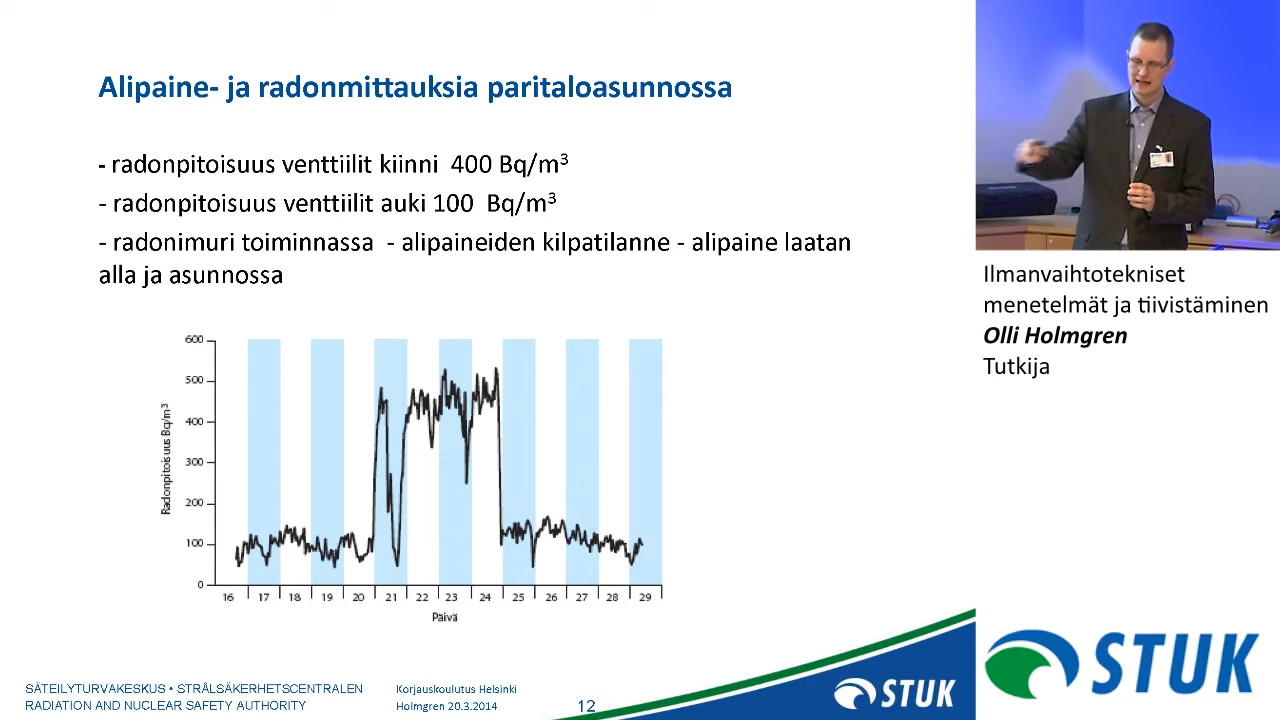 Alipaine- ja radonmittauksia paritaloasunnossa
- radonpitoisuus venttiilit kiinni 400 Bq/m³
- radonpitoisuus venttiilit auki 100 Bq/m³
- radonimuri toiminnassa - alipaineiden kilpatilanne - alipaine laatan
alla ja asunnossa
Radonpitoisuus Bq/m³
600
500
400
300
200
100
0
16 17 18 19 20 21 22 23 24 25 26 27 28 29
Päivä
Ilmanvaihtotekniset
menetelmät ja tiivistäminen
Olli Holmgren
Tutkija
SÄTEILYTURVAKESKUS • STRÅLSÄKERHETSCENTRALEN
RADIATION AND NUCLEAR SAFETY AUTHORITY
Korjauskoulutus Helsinki
Holmgren 20.3.2014
12
STUK
STUK